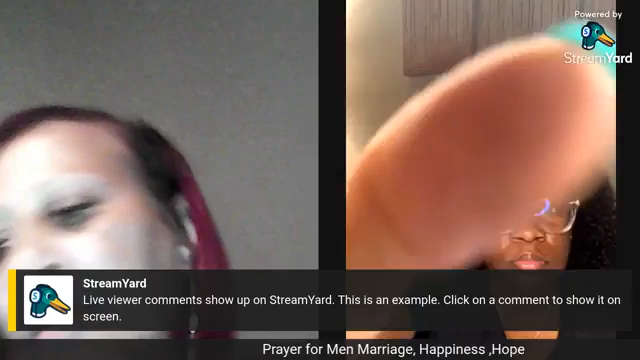 Powered by
StreamYard
StreamYard
Live viewer comments show up on StreamYard. This is an example. Click on a comment to show it on
screen.
Prayer for Men Marriage, Happiness ,Hope